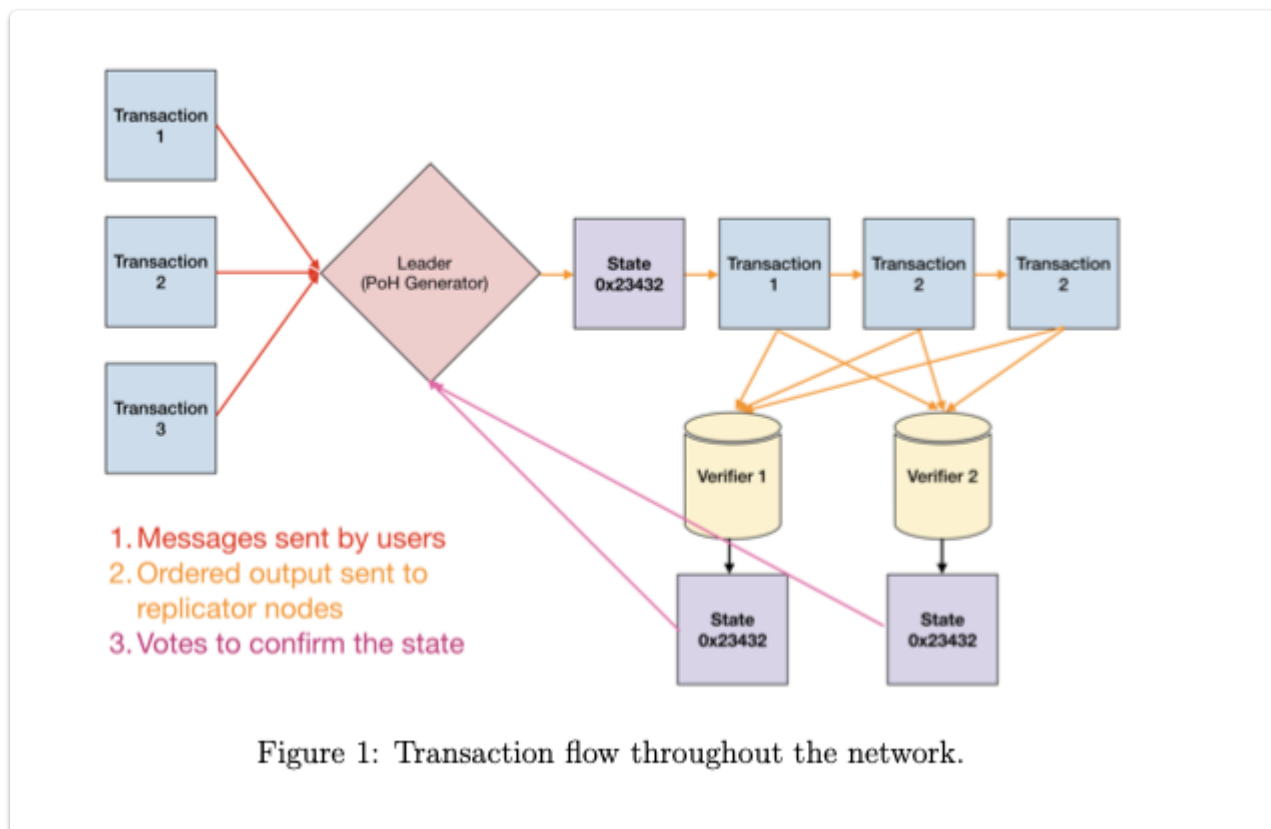 Transaction
1
Transaction
2
Transaction
3
Leader
(PoH Generator)
State
0x23432
Transaction
1
Transaction
2
Transaction
2
Verifier 1
Verifier 2
State
0x23432
State
0x23432
1. Messages sent by users
2. Ordered output sent to
replicator nodes
3. Votes to confirm the state
Figure 1: Transaction flow throughout the network.